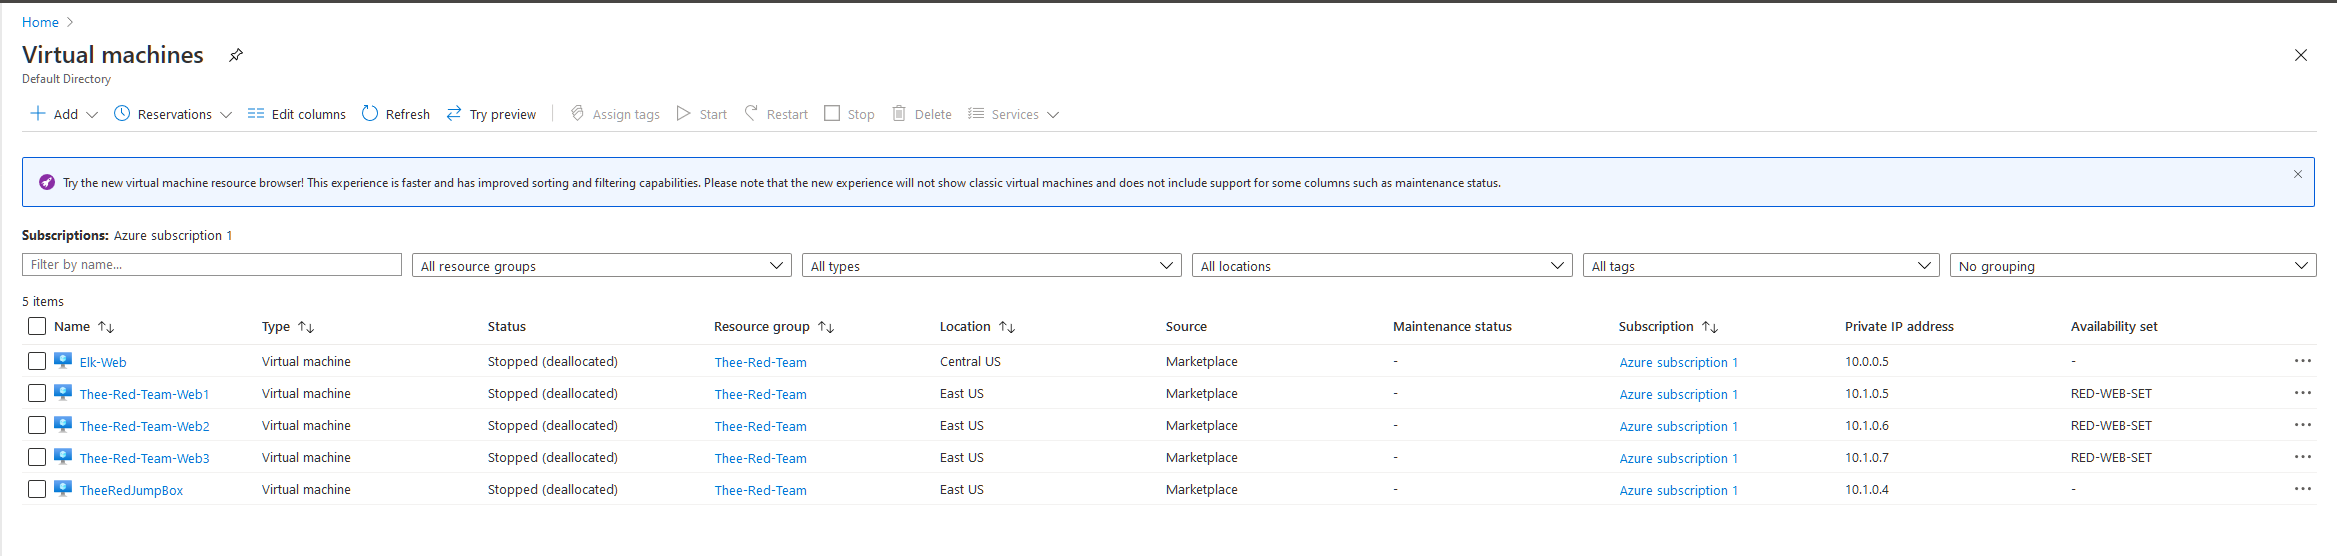 Home
Virtual machines
Default Directory
Add Reservations Edit columns Refresh Try preview Assign tags Start Restart Stop Delete Services
Try the new virtual machine resource browser! This experience is faster and has improved sorting and filtering capabilities. Please note that the new experience will not show classic virtual machines and does not include support for some columns such as maintenance status.
Subscriptions: Azure subscription 1
Filter by name... All resource groups All types All locations All tags No grouping
5 items
Name Type Status Resource group Location Source Maintenance status Subscription Private IP address Availability set
Elk-Web Virtual machine Stopped (deallocated) Thee-Red-Team Central US Marketplace - Azure subscription 1 10.0.0.5 -
Thee-Red-Team-Web1 Virtual machine Stopped (deallocated) Thee-Red-Team East US Marketplace - Azure subscription 1 10.1.0.5 RED-WEB-SET
Thee-Red-Team-Web2 Virtual machine Stopped (deallocated) Thee-Red-Team East US Marketplace - Azure subscription 1 10.1.0.6 RED-WEB-SET
Thee-Red-Team-Web3 Virtual machine Stopped (deallocated) Thee-Red-Team East US Marketplace - Azure subscription 1 10.1.0.7 RED-WEB-SET
TheeRedJumpBox Virtual machine Stopped (deallocated) Thee-Red-Team East US Marketplace - Azure subscription 1 10.1.0.4 -